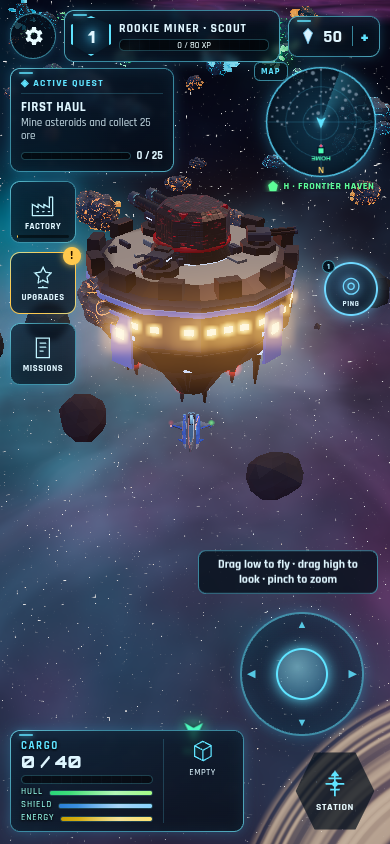 1
ROOKIE MINER · SCOUT
0 / 80 XP
50
+
MAP
ACTIVE QUEST
FIRST HAUL
Mine asteroids and collect 25
ore
0 / 25
HOME
N
H · FRONTIER HAVEN
FACTORY
!
UPGRADES
1
PING
MISSIONS
Drag low to fly · drag high to
look · pinch to zoom
CARGO
0 / 40
EMPTY
HULL
SHIELD
ENERGY
STATION